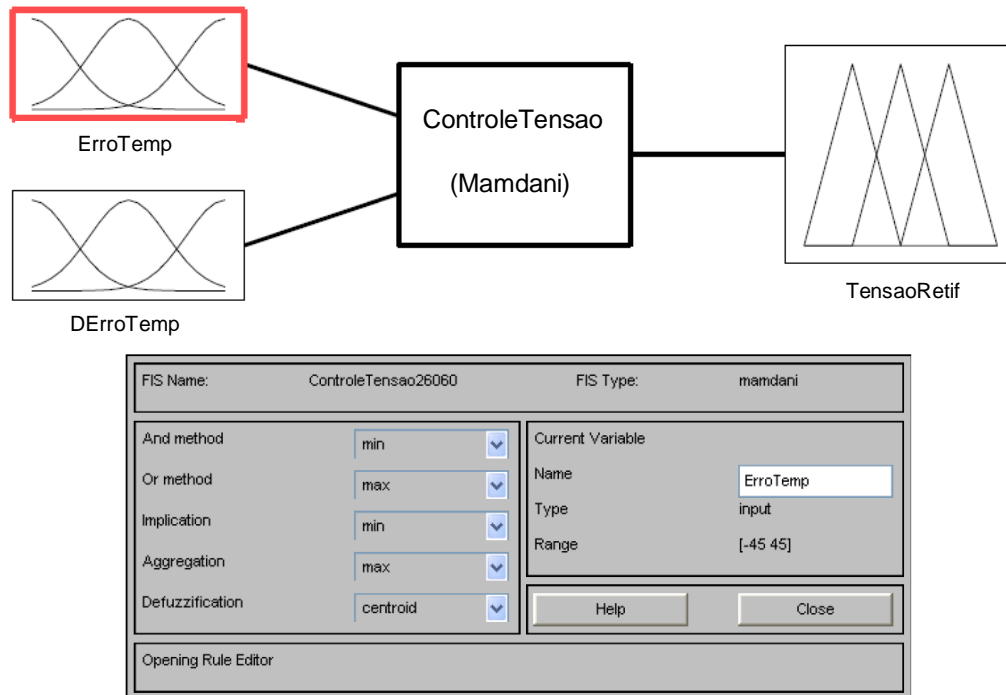 ErroTemp
DErroTemp
ControleTensao
(Mamdani)
TensaoRetif
FIS Name: ControleTensao26060 FIS Type: mamdani
And method min
Or method max
Implication min
Aggregation max
Defuzzification centroid
Current Variable
Name ErroTemp
Type input
Range [-45 45]
Help Close
Opening Rule Editor